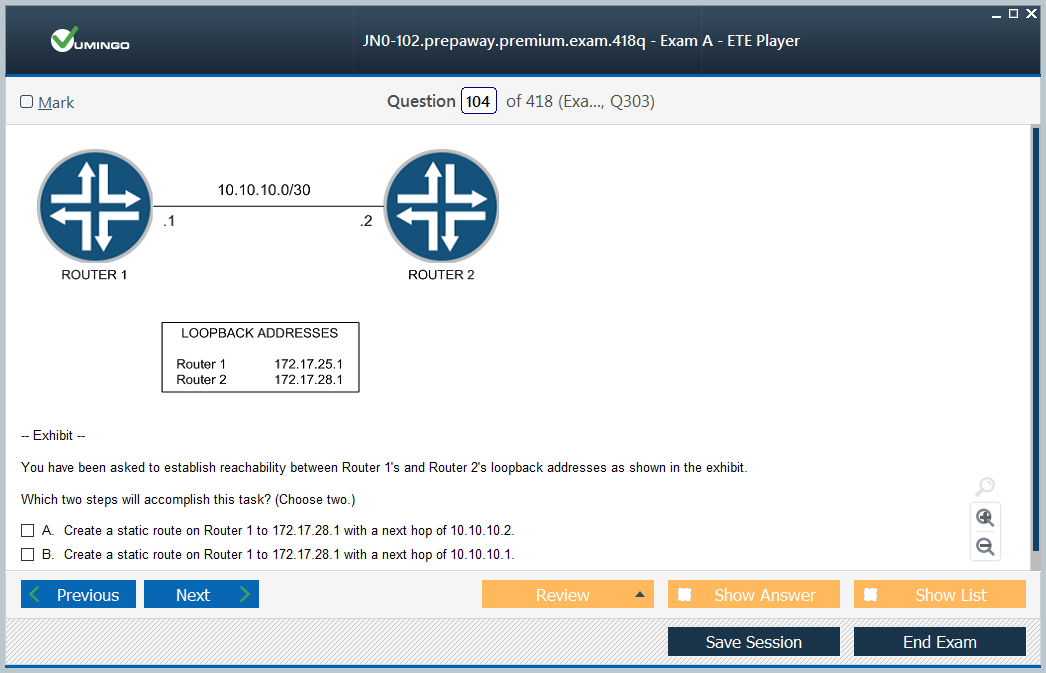 VUMINGO
JN0-102.prepaway.premium.exam.418q - Exam A - ETE Player
Mark
Question 104 of 418 (Exa..., Q303)
10.10.10.0/30
.1
.2
ROUTER 1
ROUTER 2
LOOPBACK ADDRESSES
Router 1 172.17.25.1
Router 2 172.17.28.1
-- Exhibit --
You have been asked to establish reachability between Router 1's and Router 2's loopback addresses as shown in the exhibit.
Which two steps will accomplish this task? (Choose two.)
A. Create a static route on Router 1 to 172.17.28.1 with a next hop of 10.10.10.2.
B. Create a static route on Router 1 to 172.17.28.1 with a next hop of 10.10.10.1.
Previous
Next
Review
Show Answer
Show List
Save Session
End Exam